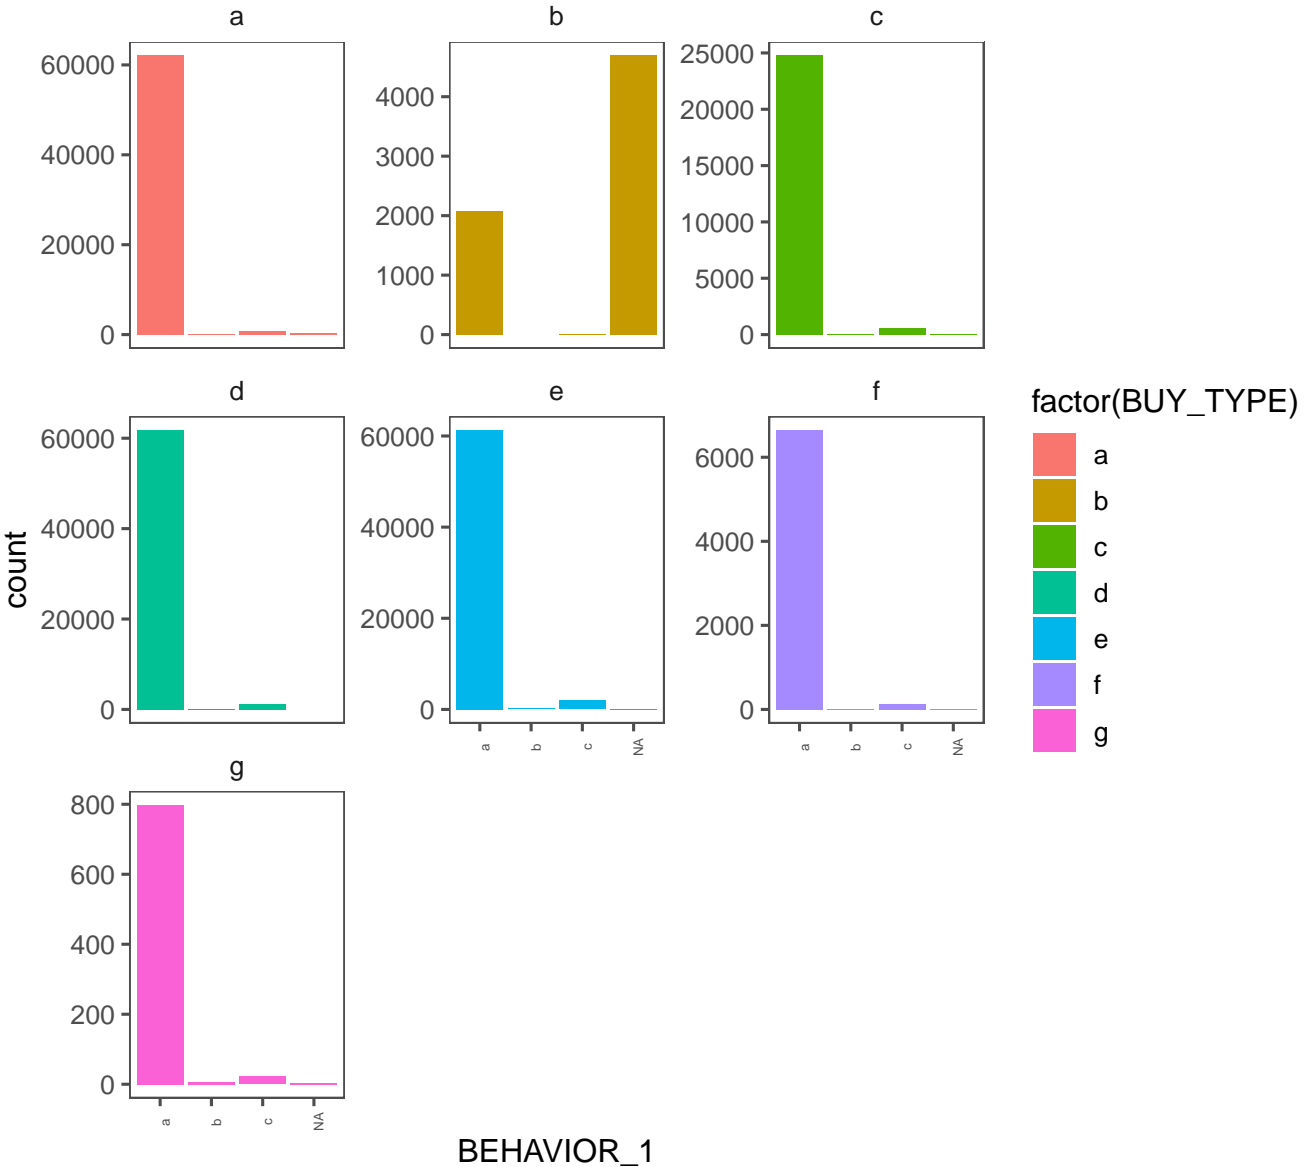 a
b
c
60000
40000
20000
0
4000
3000
2000
1000
0
25000
20000
15000
10000
5000
0
d
e
f
60000
40000
20000
0
60000
40000
20000
0
6000
4000
2000
0
a
b
c
NA
a
b
c
NA
g
800
600
400
200
0
a
b
c
NA
count
BEHAVIOR_1
factor(BUY_TYPE)
a
b
c
d
e
f
g